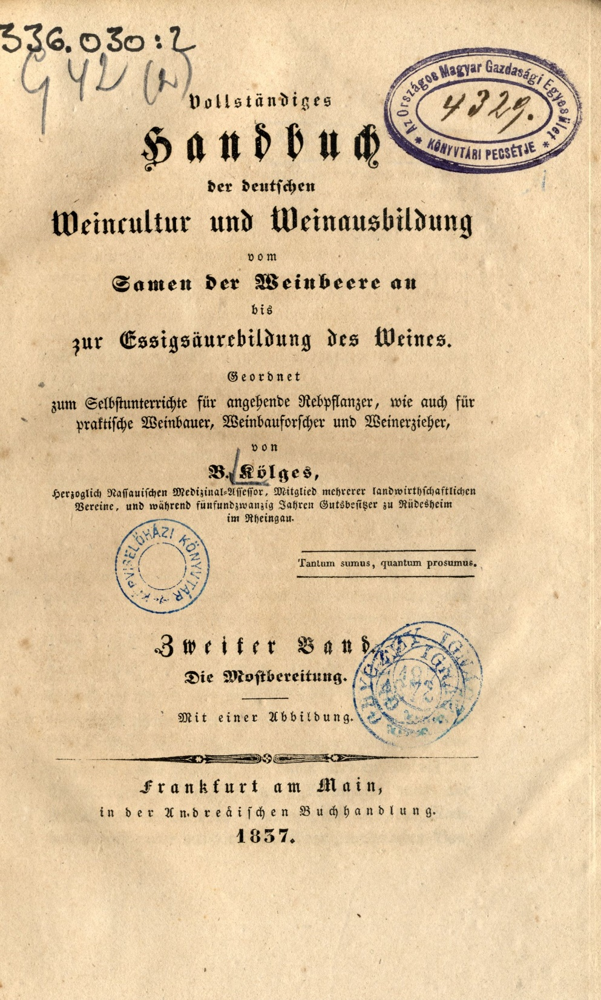 336.030:2
G 42 (2)
Az Országos Magyar Gazdasági Egyesület
4329.
* KÖNYVTÁRI PECSÉTJE *
Vollständiges
Handbuch
der deutschen
Weincultur und Weinausbildung
vom
Samen der Weinbeere an
bis
zur Essigsäurebildung des Weines.
Geordnet
zum Selbstunterrichte für angehende Rebpflanzer, wie auch für
praktische Weinbauer, Weinbauforscher und Weinerzieher,
von
B. Kölges,
Herzoglich Nassauischen Medizinal-Assessor, Mitglied mehrerer landwirthschaftlichen
Vereine, und während fünfundzwanzig Jahren Gutsbesitzer zu Rüdesheim
im Rheingau.
KÉPVISELŐHÁZI KÖNYVTÁR
Tantum sumus, quantum prosumus.
Zweiter Band.
Die Mostbereitung.
Mit einer Abbildung.
Frankfurt am Main,
in der Andreäischen Buchhandlung.
1837.